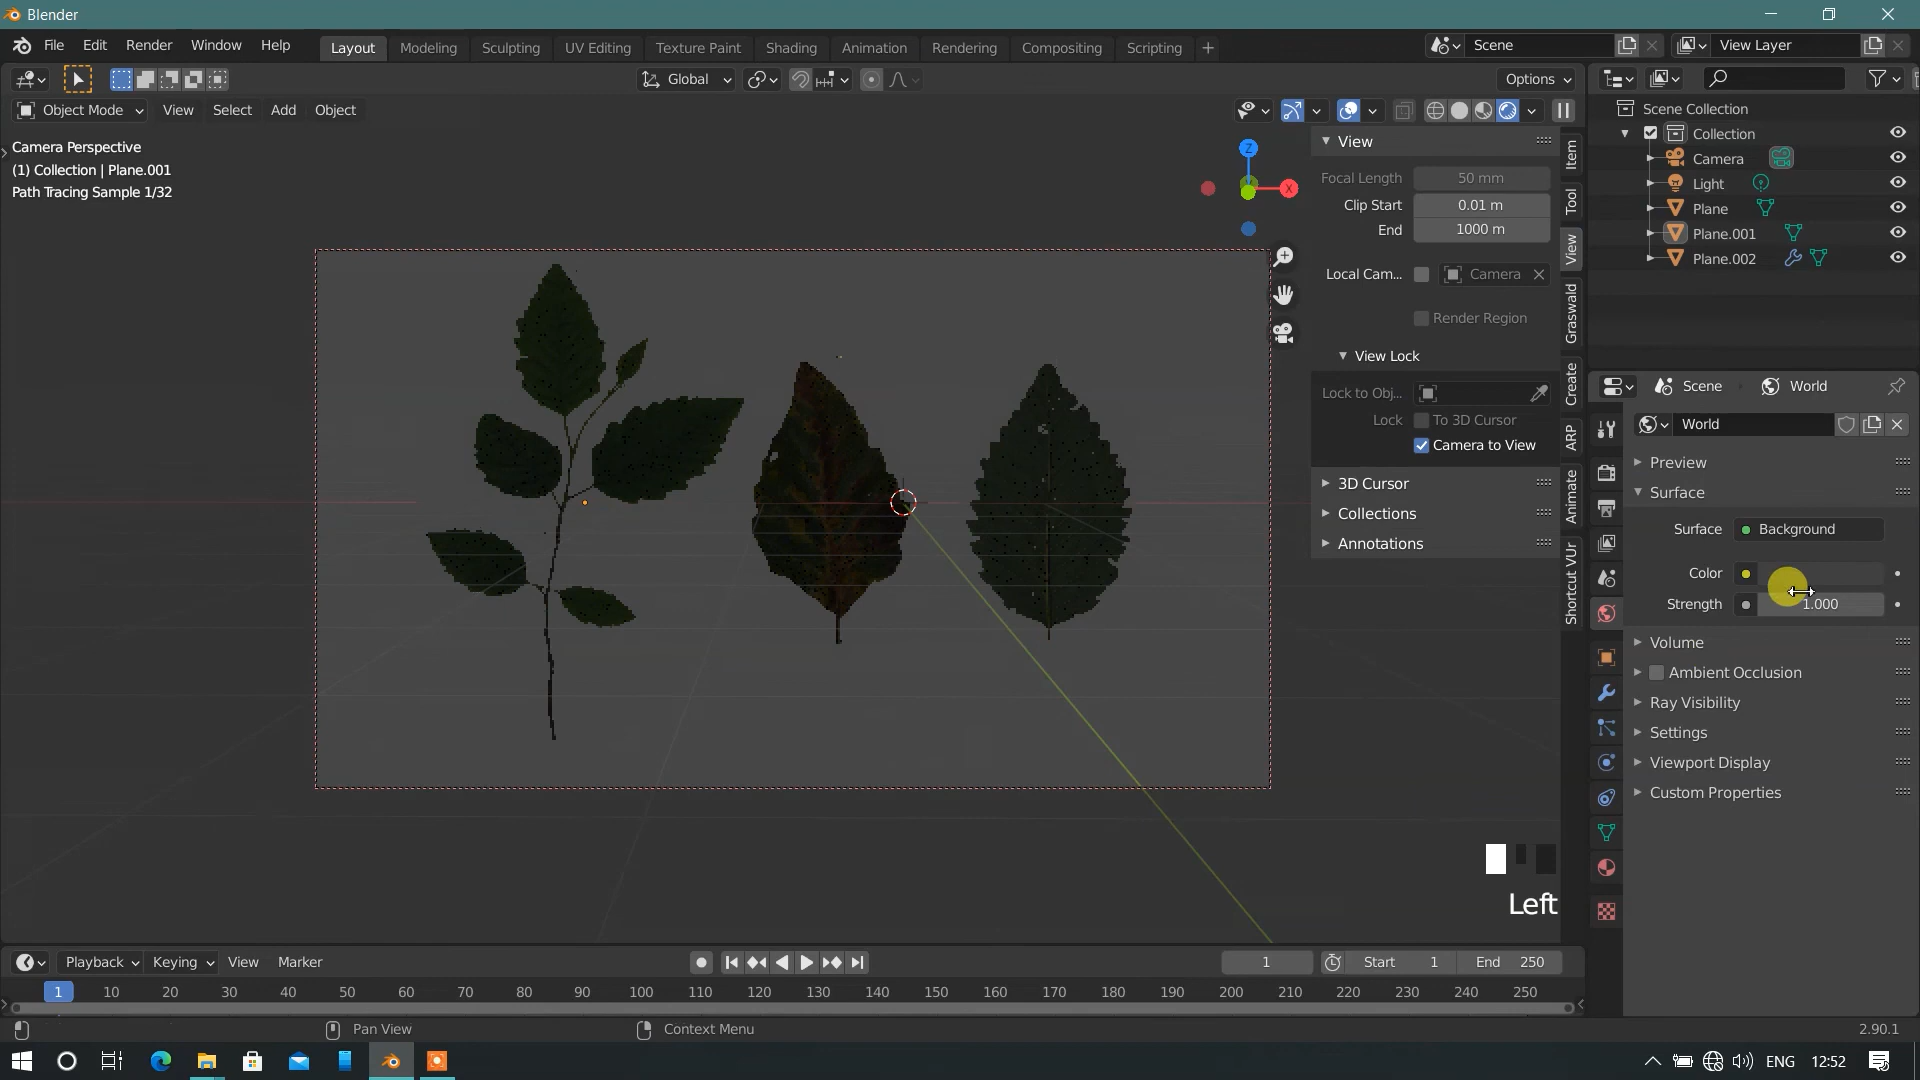 Blender
File Edit Render Window Help
Layout Modeling Sculpting UV Editing Texture Paint Shading Animation Rendering Compositing Scripting +
Scene
View Layer
Global
Options
Object Mode View Select Add Object
Camera Perspective
(1) Collection | Plane.001
Path Tracing Sample 1/32
Z
X
View
Focal Length 50 mm
Clip Start 0.01 m
End 1000 m
Local Cam... Camera
Render Region
View Lock
Lock to Obj...
Lock To 3D Cursor
Camera to View
3D Cursor
Collections
Annotations
Item
Tool
View
Graswald
Create
ARP
Animate
Shortcut VUr
Scene Collection
Collection
Camera
Light
Plane
Plane.001
Plane.002
Scene World
World
Preview
Surface
Surface Background
Color
Strength 1.000
Volume
Ambient Occlusion
Ray Visibility
Settings
Viewport Display
Custom Properties
Left
Playback Keying View Marker
1 Start 1 End 250
1 10 20 30 40 50 60 70 80 90 100 110 120 130 140 150 160 170 180 190 200 210 220 230 240 250
Pan View Context Menu 2.90.1
ENG 12:52